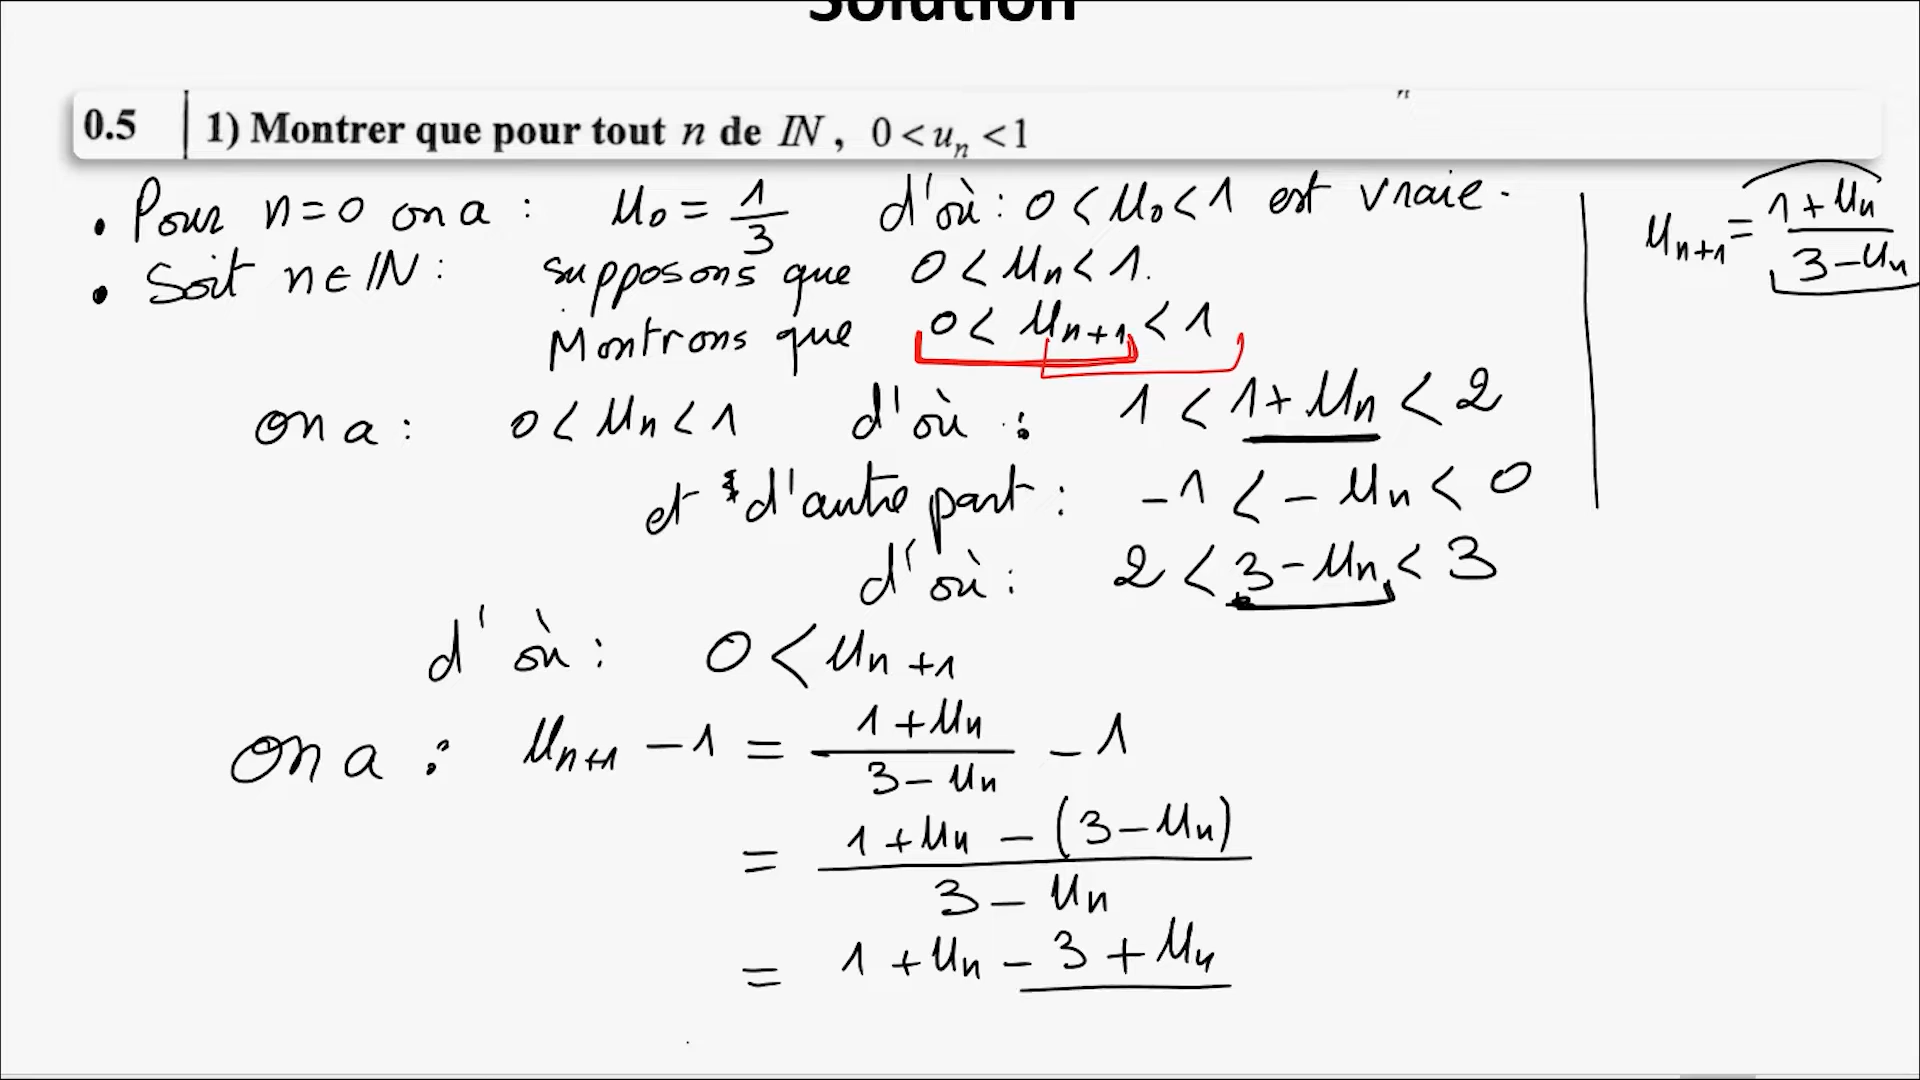 Solution
0.5 1) Montrer que pour tout n de IN, 0 < u_n < 1
• Pour n = 0 on a : u_0 = 1/3 d'où : 0 < u_0 < 1 est vraie.
u_{n+1} = (1 + u_n)/(3 - u_n)
• Soit n ∈ IN : supposons que 0 < u_n < 1.
Montrons que 0 < u_{n+1} < 1
on a : 0 < u_n < 1 d'où : 1 < 1 + u_n < 2
et d'autre part : -1 < - u_n < 0
d'où : 2 < 3 - u_n < 3
d'où : 0 < u_{n+1}
on a : u_{n+1} - 1 = (1 + u_n)/(3 - u_n) - 1
= (1 + u_n - (3 - u_n))/(3 - u_n)
= 1 + u_n - 3 + u_n